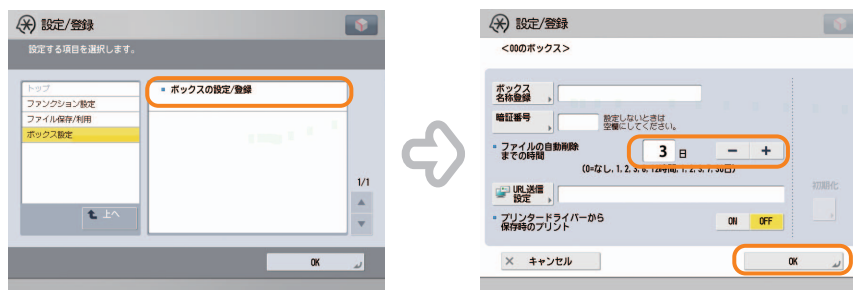 設定/登録
設定する項目を選択します。
トップ
ファンクション設定
ファイル保存/利用
ボックス設定
ボックスの設定/登録
1/1
上へ
OK
設定/登録
<00のボックス>
ボックス
名称登録
暗証番号
設定しないときは
空欄にしてください。
ファイルの自動削除
までの時間
3 日 － ＋
(0=なし, 1, 2, 3, 6, 12時間, 1, 2, 3, 7, 30日)
URL送信
設定
初期化
プリンタードライバーから
保存時のプリント
ON OFF
× キャンセル
OK